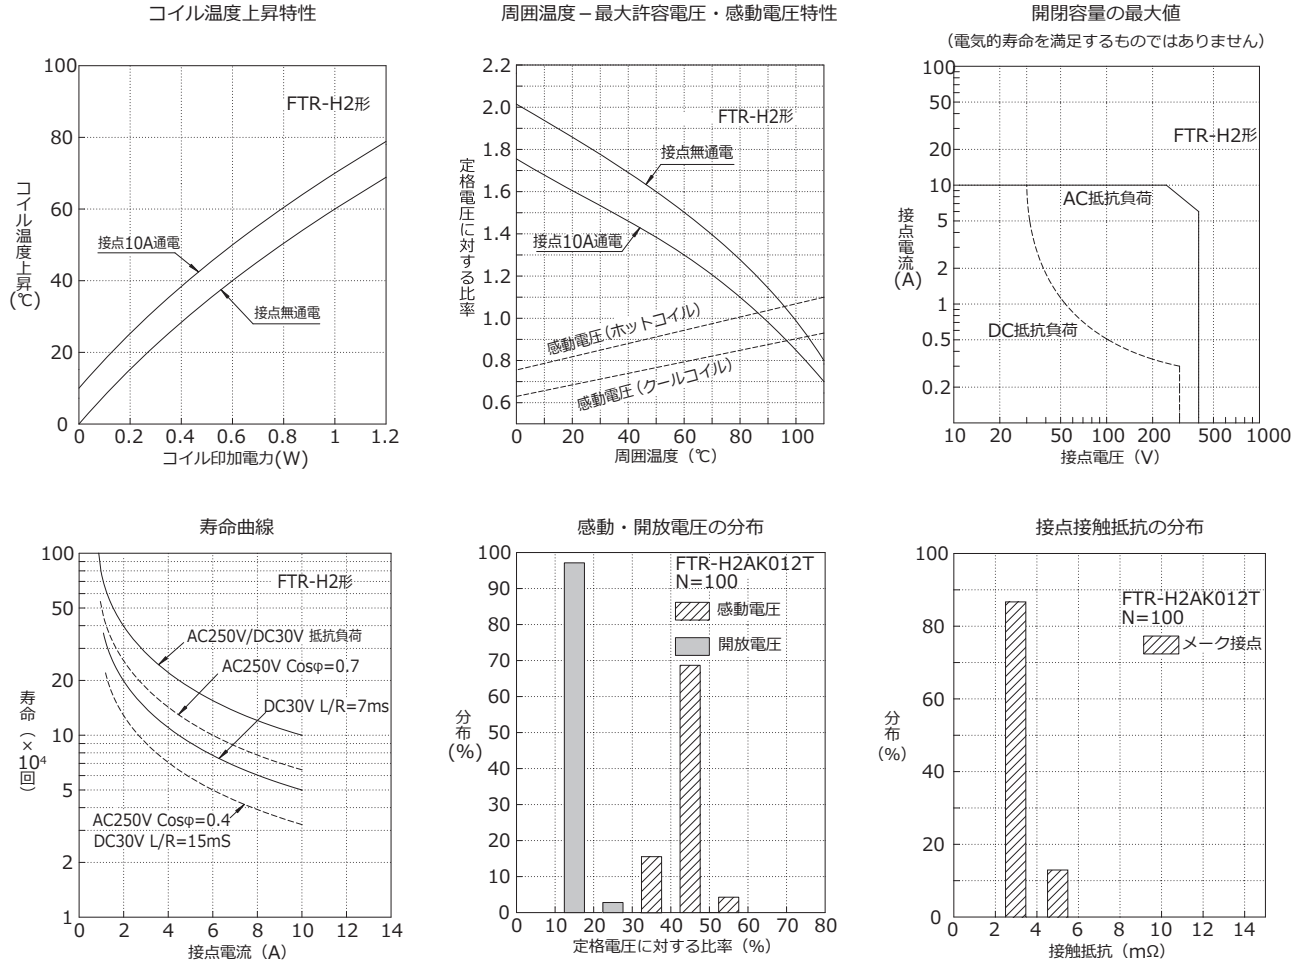 コイル温度上昇特性
100
80
60
40
20
0
コイル温度上昇(℃)
FTR-H2形
接点10A通電
接点無通電
0 0.2 0.4 0.6 0.8 1 1.2
コイル印加電力(W)
周囲温度－最大許容電圧・感動電圧特性
2.2
2.0
1.8
1.6
1.4
1.2
1.0
0.8
0.6
定格電圧に対する比率
FTR-H2形
接点無通電
接点10A通電
感動電圧(ホットコイル)
感動電圧(クールコイル)
0 20 40 60 80 100
周囲温度（℃）
開閉容量の最大値
（電気的寿命を満足するものではありません）
100
50
20
10
5
2
1
0.5
0.2
接点電流(A)
FTR-H2形
AC抵抗負荷
DC抵抗負荷
10 20 50 100 200 500 1000
接点電圧（V）
寿命曲線
100
50
20
10
5
2
1
寿命（×10⁴回）
FTR-H2形
AC250V/DC30V 抵抗負荷
AC250V Cosφ=0.7
DC30V L/R=7ms
AC250V Cosφ=0.4
DC30V L/R=15mS
0 2 4 6 8 10 12 14
接点電流（A）
感動・開放電圧の分布
100
90
80
70
60
50
40
30
20
10
0
分布(%)
FTR-H2AK012T
N=100
感動電圧
開放電圧
0 10 20 30 40 50 60 70 80
定格電圧に対する比率（%）
接点接触抵抗の分布
100
80
60
40
20
0
分布(%)
FTR-H2AK012T
N=100
メーク接点
0 2 4 6 8 10 12 14
接触抵抗（mΩ）